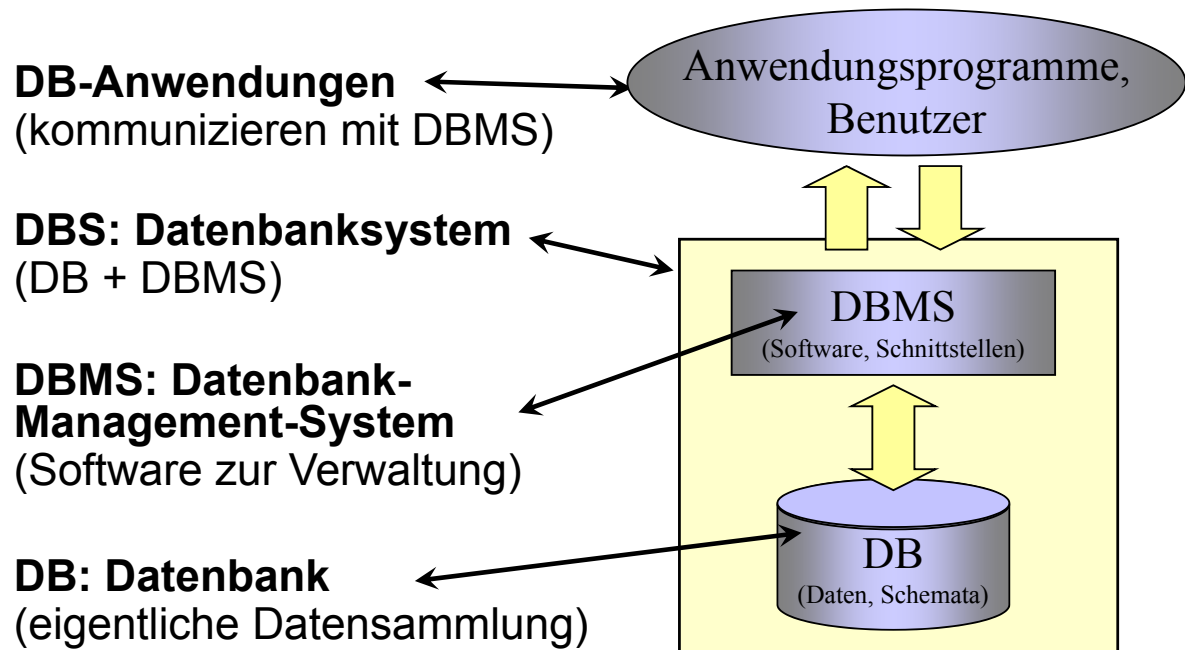 DB-Anwendungen
(kommunizieren mit DBMS)
DBS: Datenbanksystem
(DB + DBMS)
DBMS: Datenbank-
Management-System
(Software zur Verwaltung)
DB: Datenbank
(eigentliche Datensammlung)
Anwendungsprogramme,
Benutzer
DBMS
(Software, Schnittstellen)
DB
(Daten, Schemata)